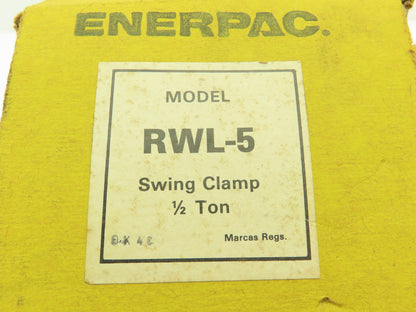 ENERPAC.
MODEL
RWL-5
Swing Clamp
½ Ton
Marcas Regs.